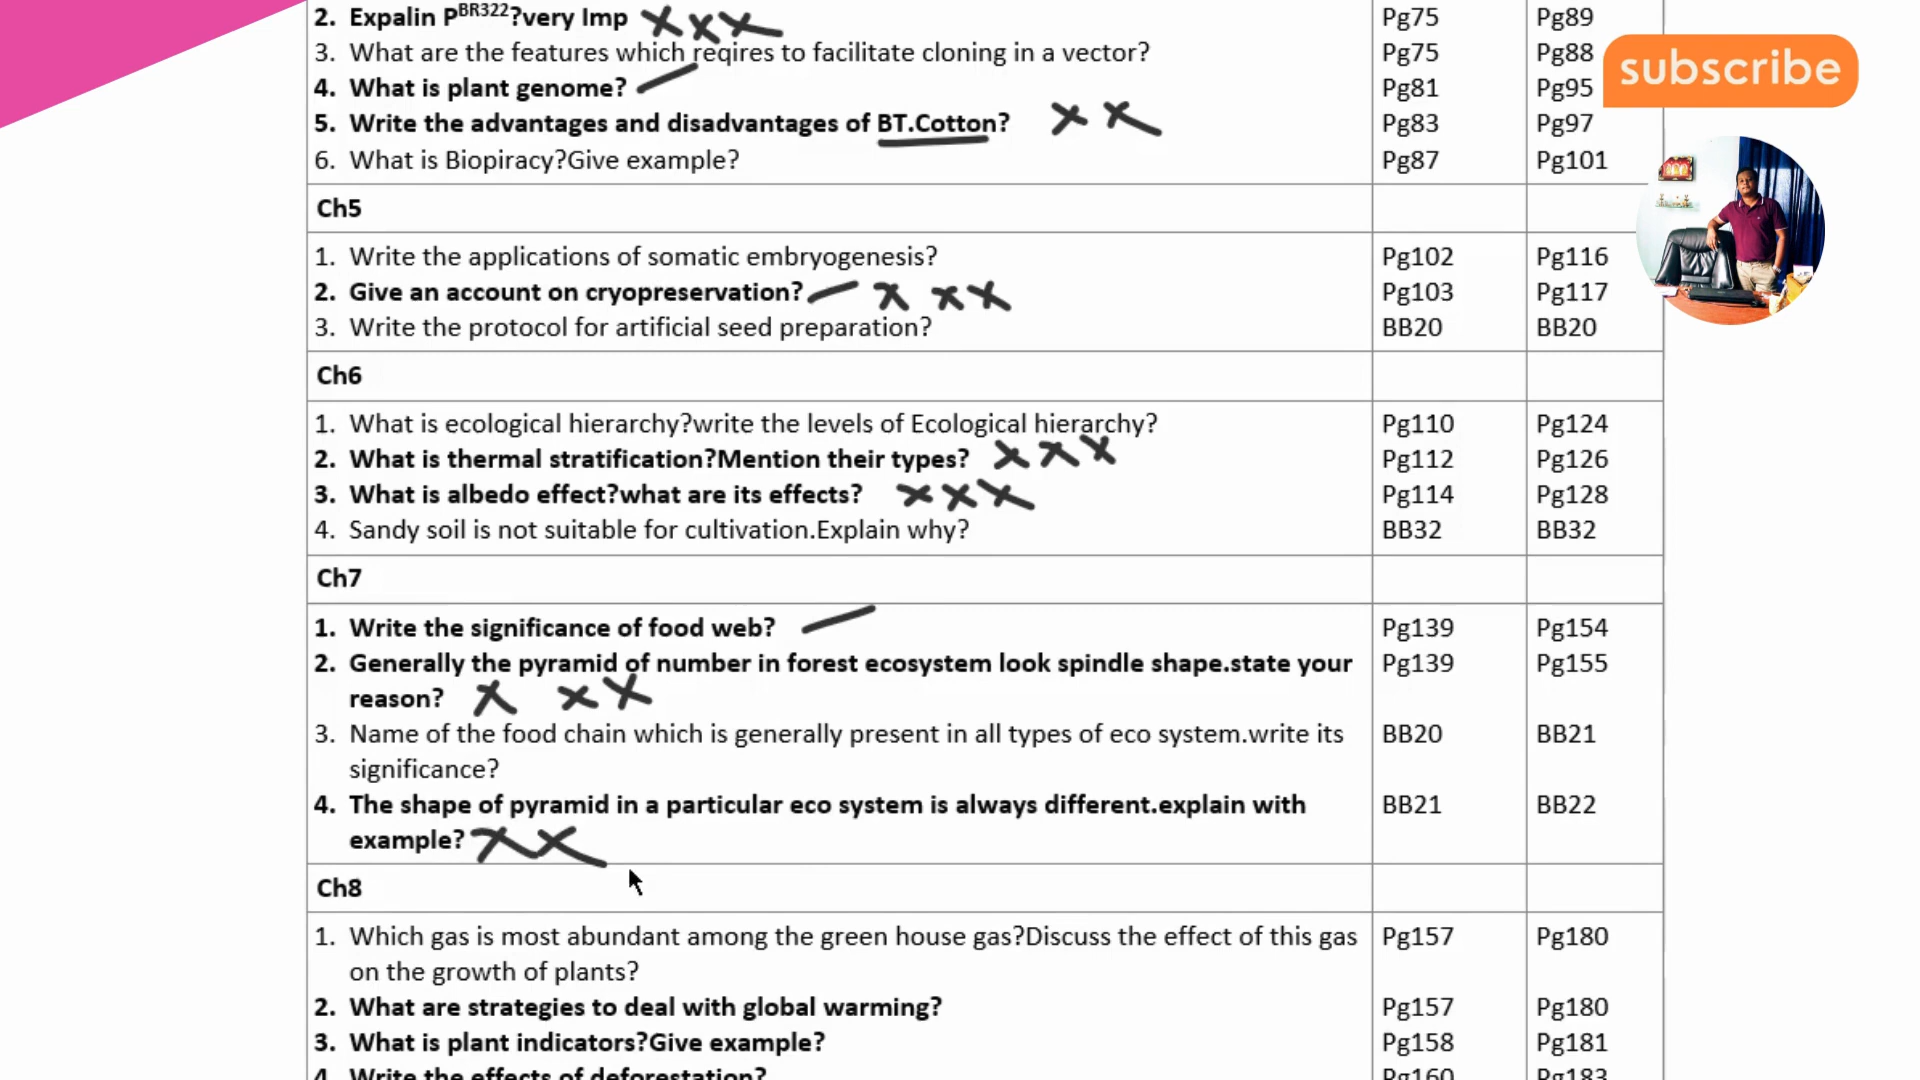 2. Expalin P^BR322?very Imp Pg75 Pg89
3. What are the features which reqires to facilitate cloning in a vector? Pg75 Pg88
subscribe
4. What is plant genome? Pg81 Pg95
5. Write the advantages and disadvantages of BT.Cotton? Pg83 Pg97
6. What is Biopiracy?Give example? Pg87 Pg101
Ch5
1. Write the applications of somatic embryogenesis? Pg102 Pg116
2. Give an account on cryopreservation? Pg103 Pg117
3. Write the protocol for artificial seed preparation? BB20 BB20
Ch6
1. What is ecological hierarchy?write the levels of Ecological hierarchy? Pg110 Pg124
2. What is thermal stratification?Mention their types? Pg112 Pg126
3. What is albedo effect?what are its effects? Pg114 Pg128
4. Sandy soil is not suitable for cultivation.Explain why? BB32 BB32
Ch7
1. Write the significance of food web? Pg139 Pg154
2. Generally the pyramid of number in forest ecosystem look spindle shape.state your Pg139 Pg155
reason?
3. Name of the food chain which is generally present in all types of eco system.write its BB20 BB21
significance?
4. The shape of pyramid in a particular eco system is always different.explain with BB21 BB22
example?
Ch8
1. Which gas is most abundant among the green house gas?Discuss the effect of this gas Pg157 Pg180
on the growth of plants?
2. What are strategies to deal with global warming? Pg157 Pg180
3. What is plant indicators?Give example? Pg158 Pg181
4. Write the effects of deforestation? Pg160 Pg183